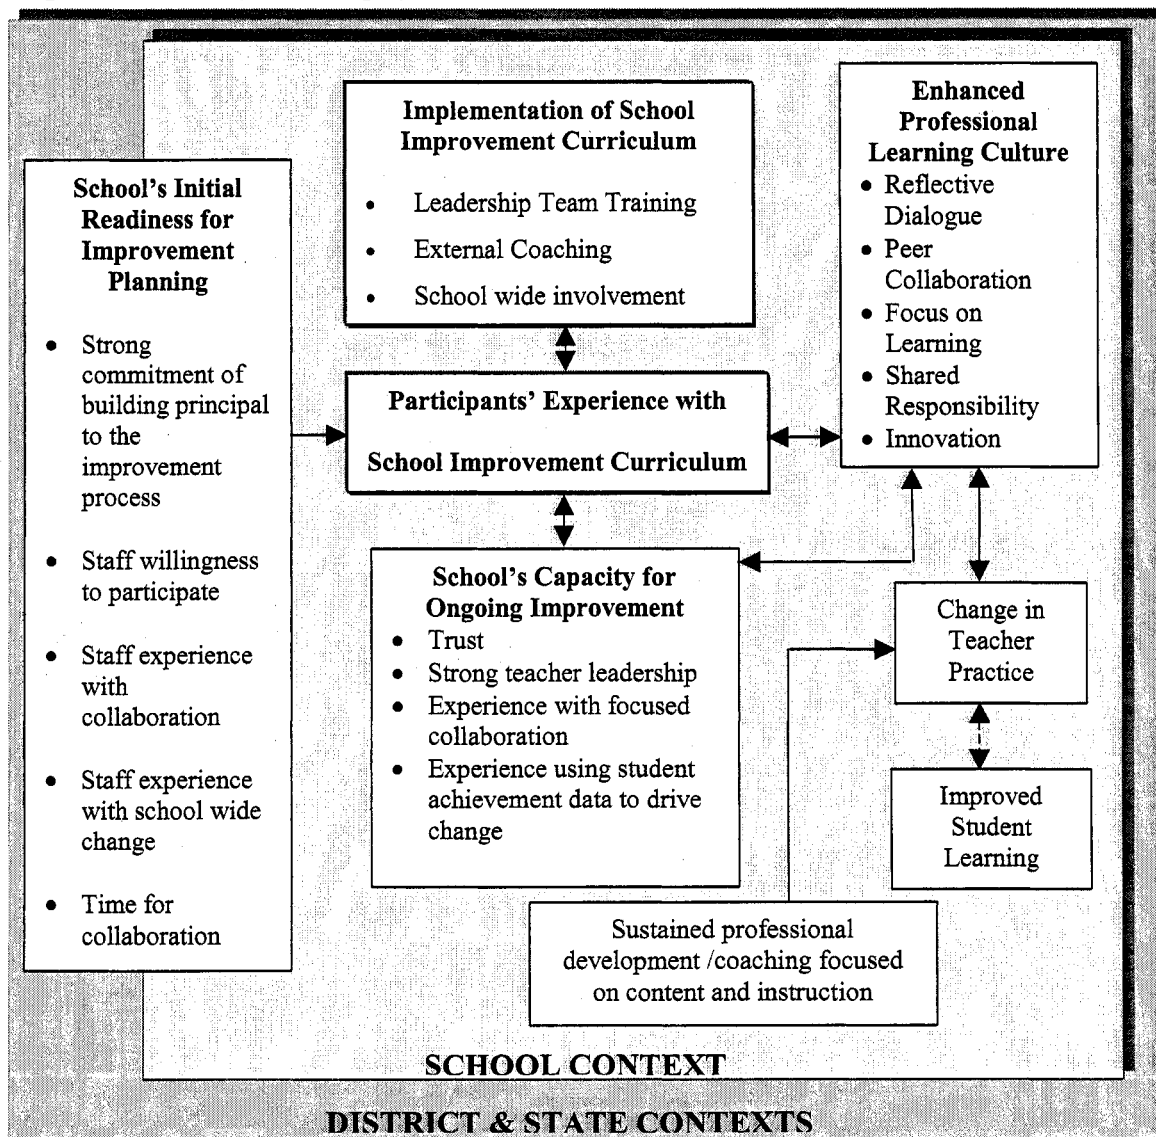 School's Initial
Readiness for
Improvement
Planning
• Strong
commitment of
building principal
to the
improvement
process
• Staff willingness
to participate
• Staff experience
with
collaboration
• Staff experience
with school wide
change
• Time for
collaboration
Implementation of School
Improvement Curriculum
• Leadership Team Training
• External Coaching
• School wide involvement
Participants' Experience with
School Improvement Curriculum
School's Capacity for
Ongoing Improvement
• Trust
• Strong teacher leadership
• Experience with focused
collaboration
• Experience using student
achievement data to drive
change
Enhanced
Professional
Learning Culture
• Reflective
Dialogue
• Peer
Collaboration
• Focus on
Learning
• Shared
Responsibility
• Innovation
Change in
Teacher
Practice
Improved
Student
Learning
Sustained professional
development /coaching focused
on content and instruction
SCHOOL CONTEXT
DISTRICT & STATE CONTEXTS